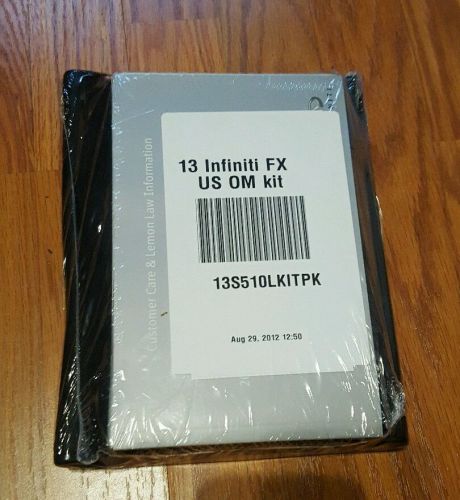 13 Infiniti FX
US OM kit
13S510LKITPK
Aug 29, 2012 12:50
Customer Care & Lemon Law Information